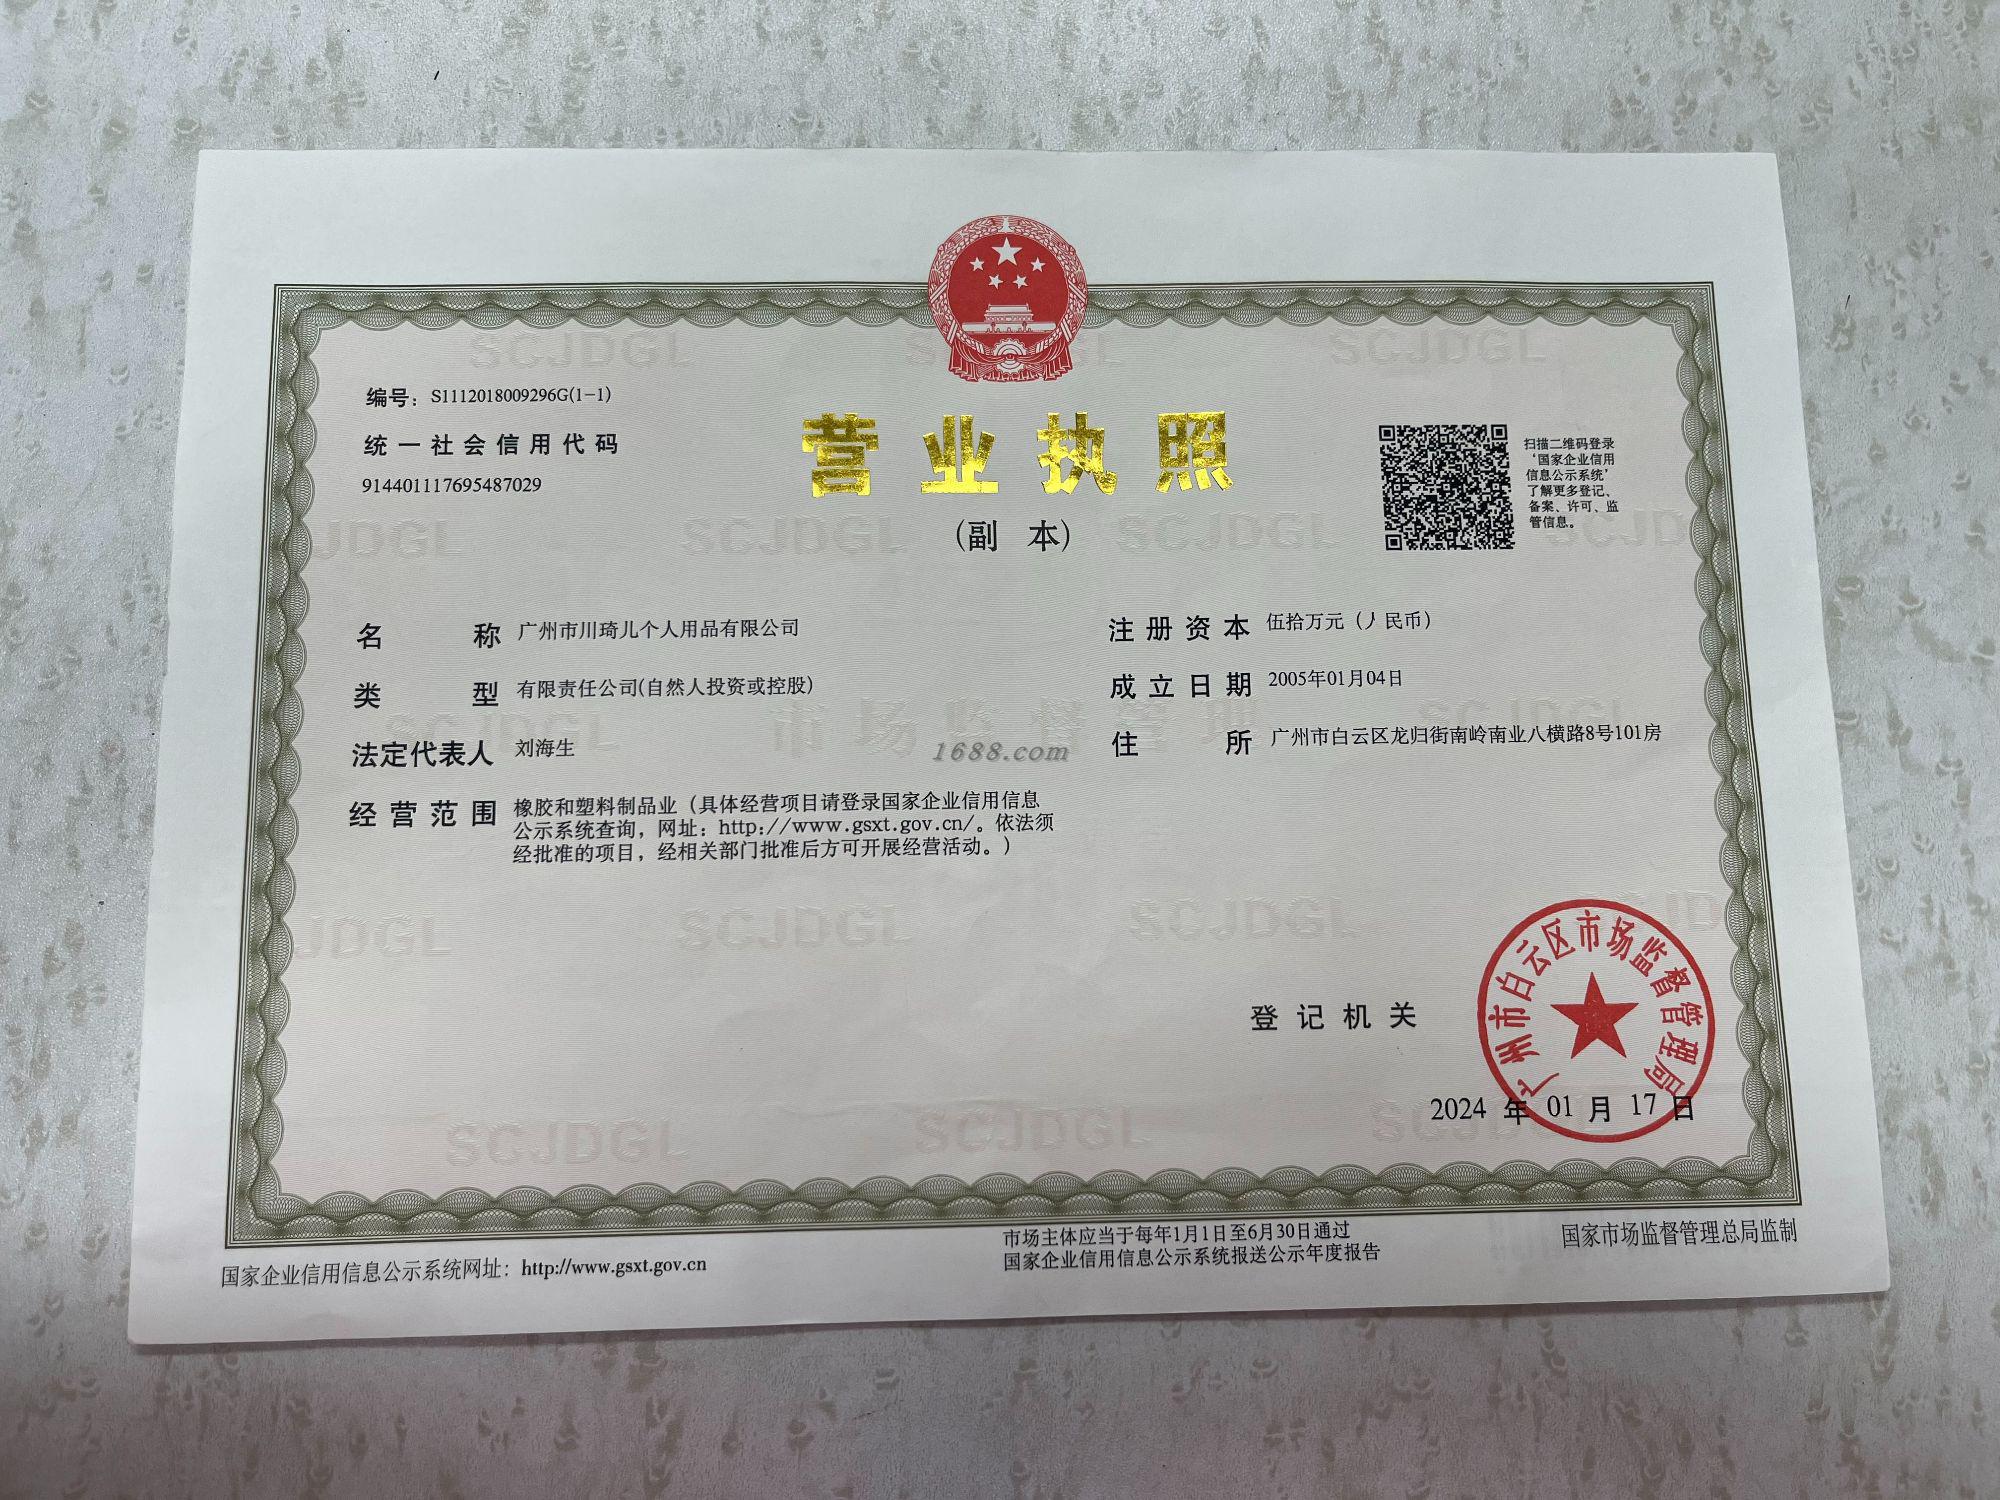 编号：S1112018009296G(1-1)
统一社会信用代码
914401117695487029
营业执照
(副 本)
扫描二维码登录
‘国家企业信用
信息公示系统’
了解更多登记、
备案、许可、监
管信息。
名称 广州市川琦儿个人用品有限公司
类型 有限责任公司(自然人投资或控股)
法定代表人 刘海生
经营范围 橡胶和塑料制品业（具体经营项目请登录国家企业信用信息
公示系统查询，网址：http://www.gsxt.gov.cn/。依法须
经批准的项目，经相关部门批准后方可开展经营活动。）
注册资本 伍拾万元（人民币）
成立日期 2005年01月04日
住所 广州市白云区龙归街南岭南业八横路8号101房
1688.com
市场监督管理
SCJDGL
登记机关
广州市白云区市场监督管理局
2024 年 01 月 17 日
国家企业信用信息公示系统网址：http://www.gsxt.gov.cn
市场主体应当于每年1月1日至6月30日通过
国家企业信用信息公示系统报送公示年度报告
国家市场监督管理总局监制